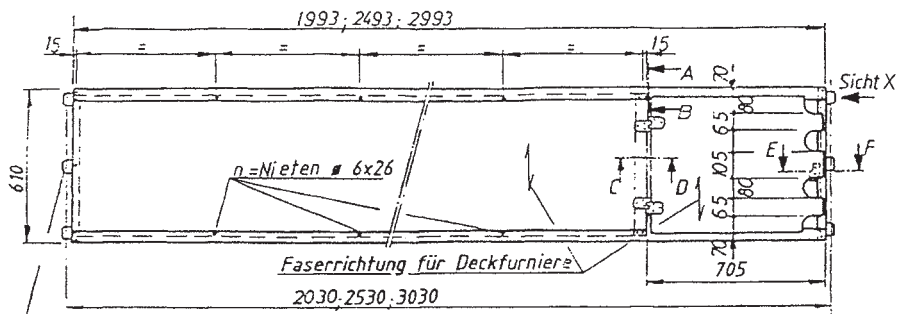 1993; 2493; 2993
15 = = = = 15
A
70
Sicht X
80
B
65
610
n=Nieten ø 6x26
105
E F
C D
80
65
Faserrichtung für Deckfurniere
70
705
2030-2530;3030